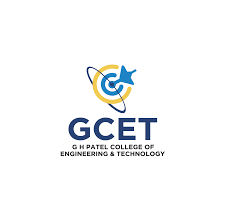 GCET
G H PATEL COLLEGE OF
ENGINEERING & TECHNOLOGY